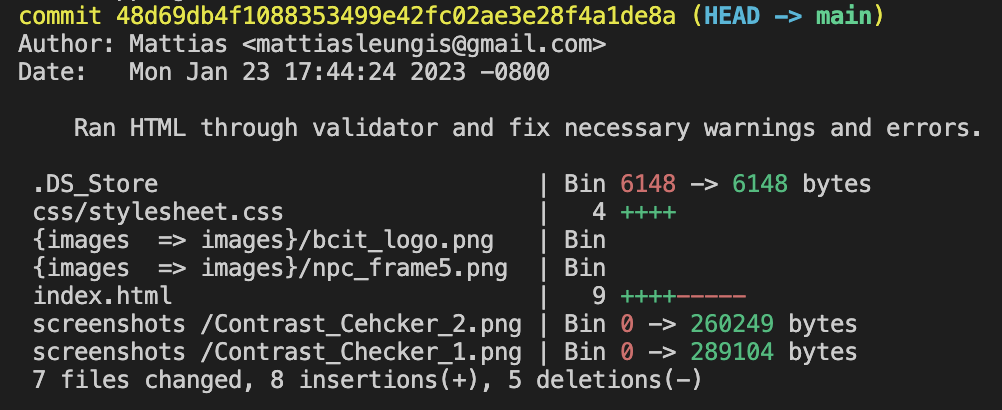 commit 48d69db4f1088353499e42fc02ae3e28f4a1de8a (HEAD -> main)
Author: Mattias <mattiasleungis@gmail.com>
Date:   Mon Jan 23 17:44:24 2023 -0800
    Ran HTML through validator and fix necessary warnings and errors.
 .DS_Store                           | Bin 6148 -> 6148 bytes
 css/stylesheet.css                  |   4 ++++
 {images  => images}/bcit_logo.png   | Bin
 {images  => images}/npc_frame5.png  | Bin
 index.html                          |   9 ++++-----
 screenshots /Contrast_Cehcker_2.png | Bin 0 -> 260249 bytes
 screenshots /Contrast_Checker_1.png | Bin 0 -> 289104 bytes
 7 files changed, 8 insertions(+), 5 deletions(-)